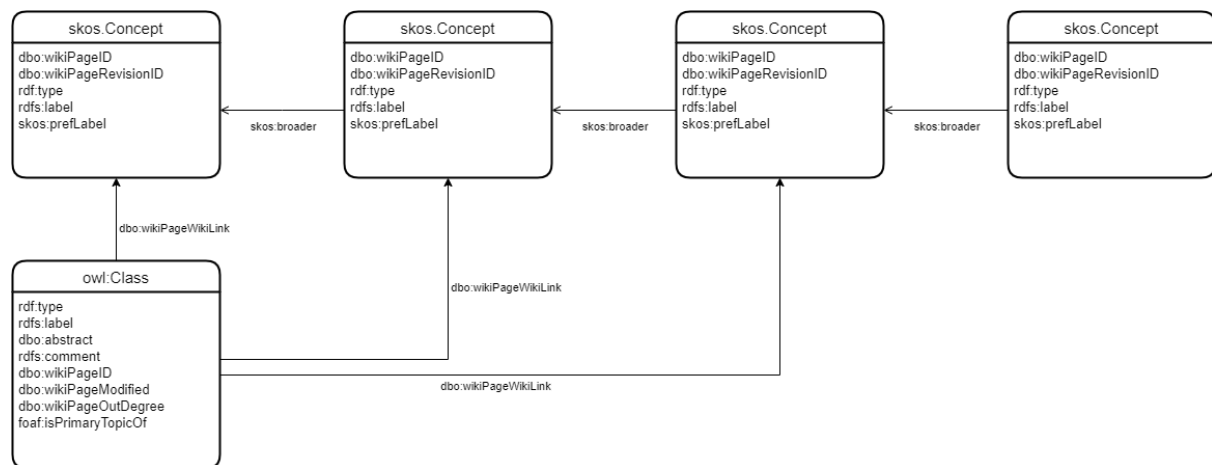 skos.Concept
dbo:wikiPageID
dbo:wikiPageRevisionID
rdf:type
rdfs:label
skos:prefLabel
skos:broader
skos.Concept
dbo:wikiPageID
dbo:wikiPageRevisionID
rdf:type
rdfs:label
skos:prefLabel
skos:broader
skos.Concept
dbo:wikiPageID
dbo:wikiPageRevisionID
rdf:type
rdfs:label
skos:prefLabel
skos:broader
skos.Concept
dbo:wikiPageID
dbo:wikiPageRevisionID
rdf:type
rdfs:label
skos:prefLabel
dbo:wikiPageWikiLink
owl:Class
rdf:type
rdfs:label
dbo:abstract
rdfs:comment
dbo:wikiPageID
dbo:wikiPageModified
dbo:wikiPageOutDegree
foaf:isPrimaryTopicOf
dbo:wikiPageWikiLink
dbo:wikiPageWikiLink